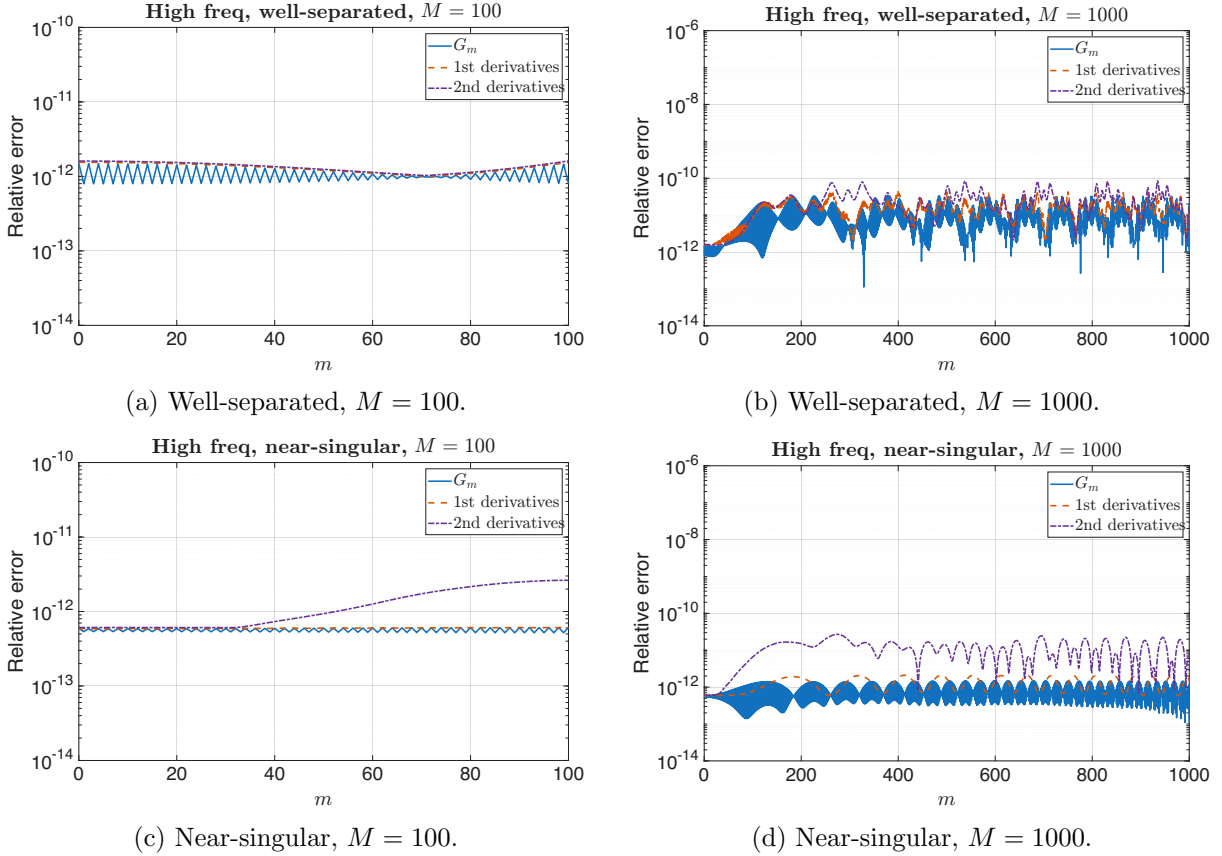 High freq, well-separated, M = 100
10^-10
10^-11
10^-12
10^-13
10^-14
Relative error
0 20 40 60 80 100
m
G_m
1st derivatives
2nd derivatives
(a) Well-separated, M = 100.
High freq, well-separated, M = 1000
10^-6
10^-8
10^-10
10^-12
10^-14
Relative error
0 200 400 600 800 1000
m
G_m
1st derivatives
2nd derivatives
(b) Well-separated, M = 1000.
High freq, near-singular, M = 100
10^-10
10^-11
10^-12
10^-13
10^-14
Relative error
0 20 40 60 80 100
m
G_m
1st derivatives
2nd derivatives
(c) Near-singular, M = 100.
High freq, near-singular, M = 1000
10^-6
10^-8
10^-10
10^-12
10^-14
Relative error
0 200 400 600 800 1000
m
G_m
1st derivatives
2nd derivatives
(d) Near-singular, M = 1000.